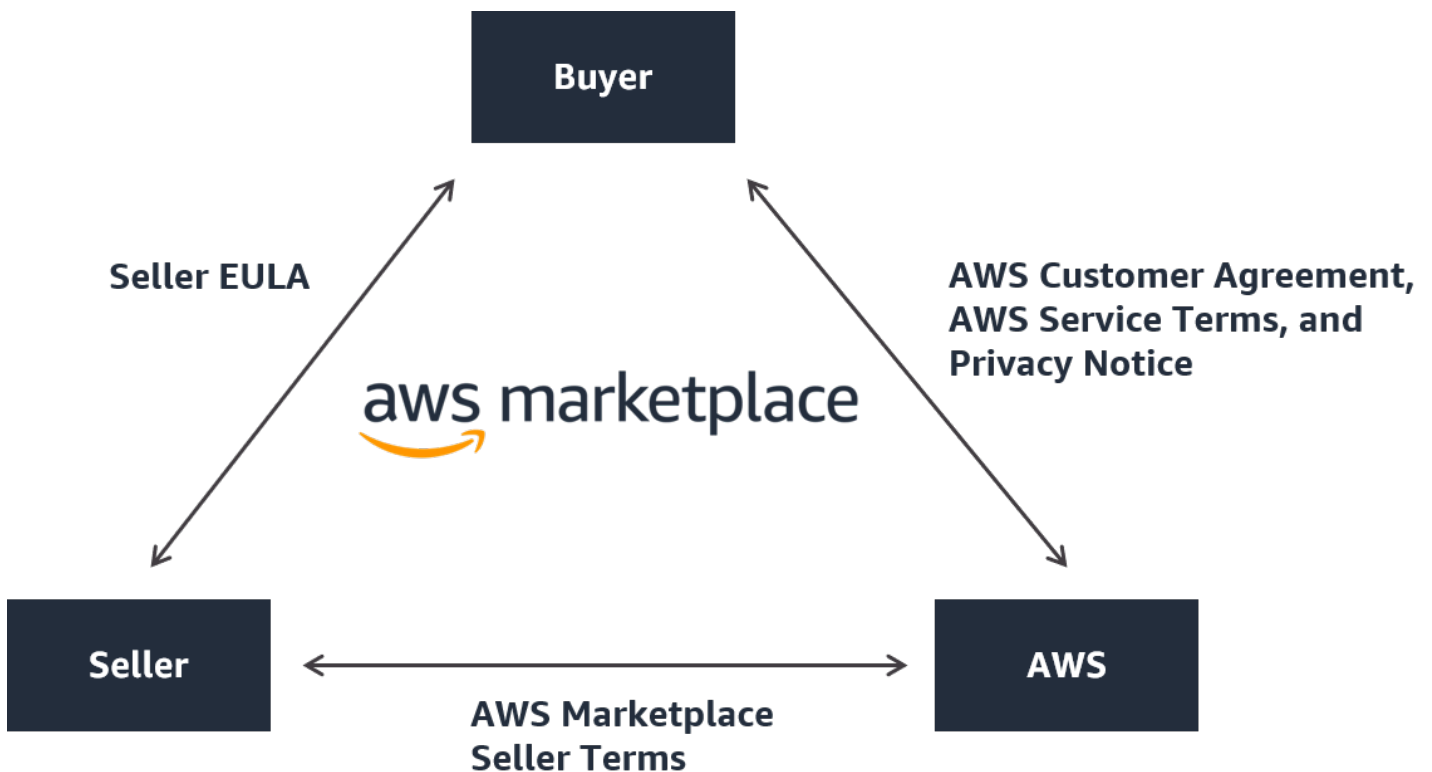 Buyer
Seller EULA
AWS Customer Agreement,
AWS Service Terms, and
Privacy Notice
aws marketplace
Seller
AWS
AWS Marketplace
Seller Terms